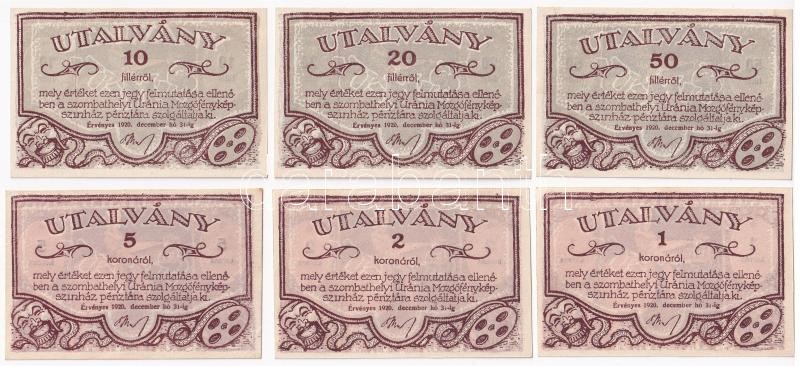 UTALVÁNY
10
fillérről,
mely értéket ezen jegy felmutatása ellené-
ben a szombathelyi Uránia Mozgófénykép-
szinház pénztára szolgáltatja ki.
Érvényes 1920. december hó 31-ig
UTALVÁNY
20
fillérről,
mely értéket ezen jegy felmutatása ellené-
ben a szombathelyi Uránia Mozgófénykép-
szinház pénztára szolgáltatja ki.
Érvényes 1920. december hó 31-ig
UTALVÁNY
50
fillérről,
mely értéket ezen jegy felmutatása ellené-
ben a szombathelyi Uránia Mozgófénykép-
szinház pénztára szolgáltatja ki.
Érvényes 1920. december hó 31-ig
UTALVÁNY
5
koronáról,
mely értéket ezen jegy felmutatása ellené-
ben a szombathelyi Uránia Mozgófénykép-
szinház pénztára szolgáltatja ki.
Érvényes 1920. december hó 31-ig
UTALVÁNY
2
koronáról,
mely értéket ezen jegy felmutatása ellené-
ben a szombathelyi Uránia Mozgófénykép-
szinház pénztára szolgáltatja ki.
Érvényes 1920. december hó 31-ig
UTALVÁNY
1
koronáról,
mely értéket ezen jegy felmutatása ellené-
ben a szombathelyi Uránia Mozgófénykép-
szinház pénztára szolgáltatja ki.
Érvényes 1920. december hó 31-ig